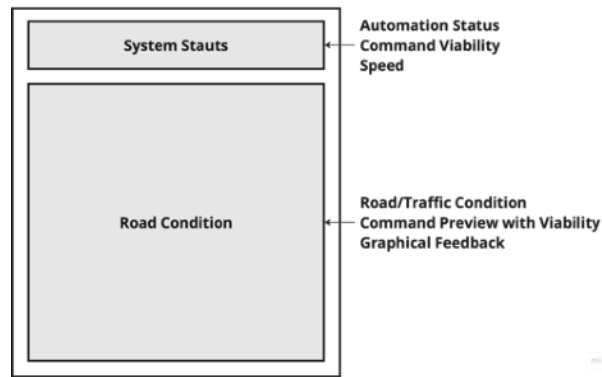 System Stauts
Automation Status
Command Viability
Speed
Road Condition
Road/Traffic Condition
Command Preview with Viability
Graphical Feedback